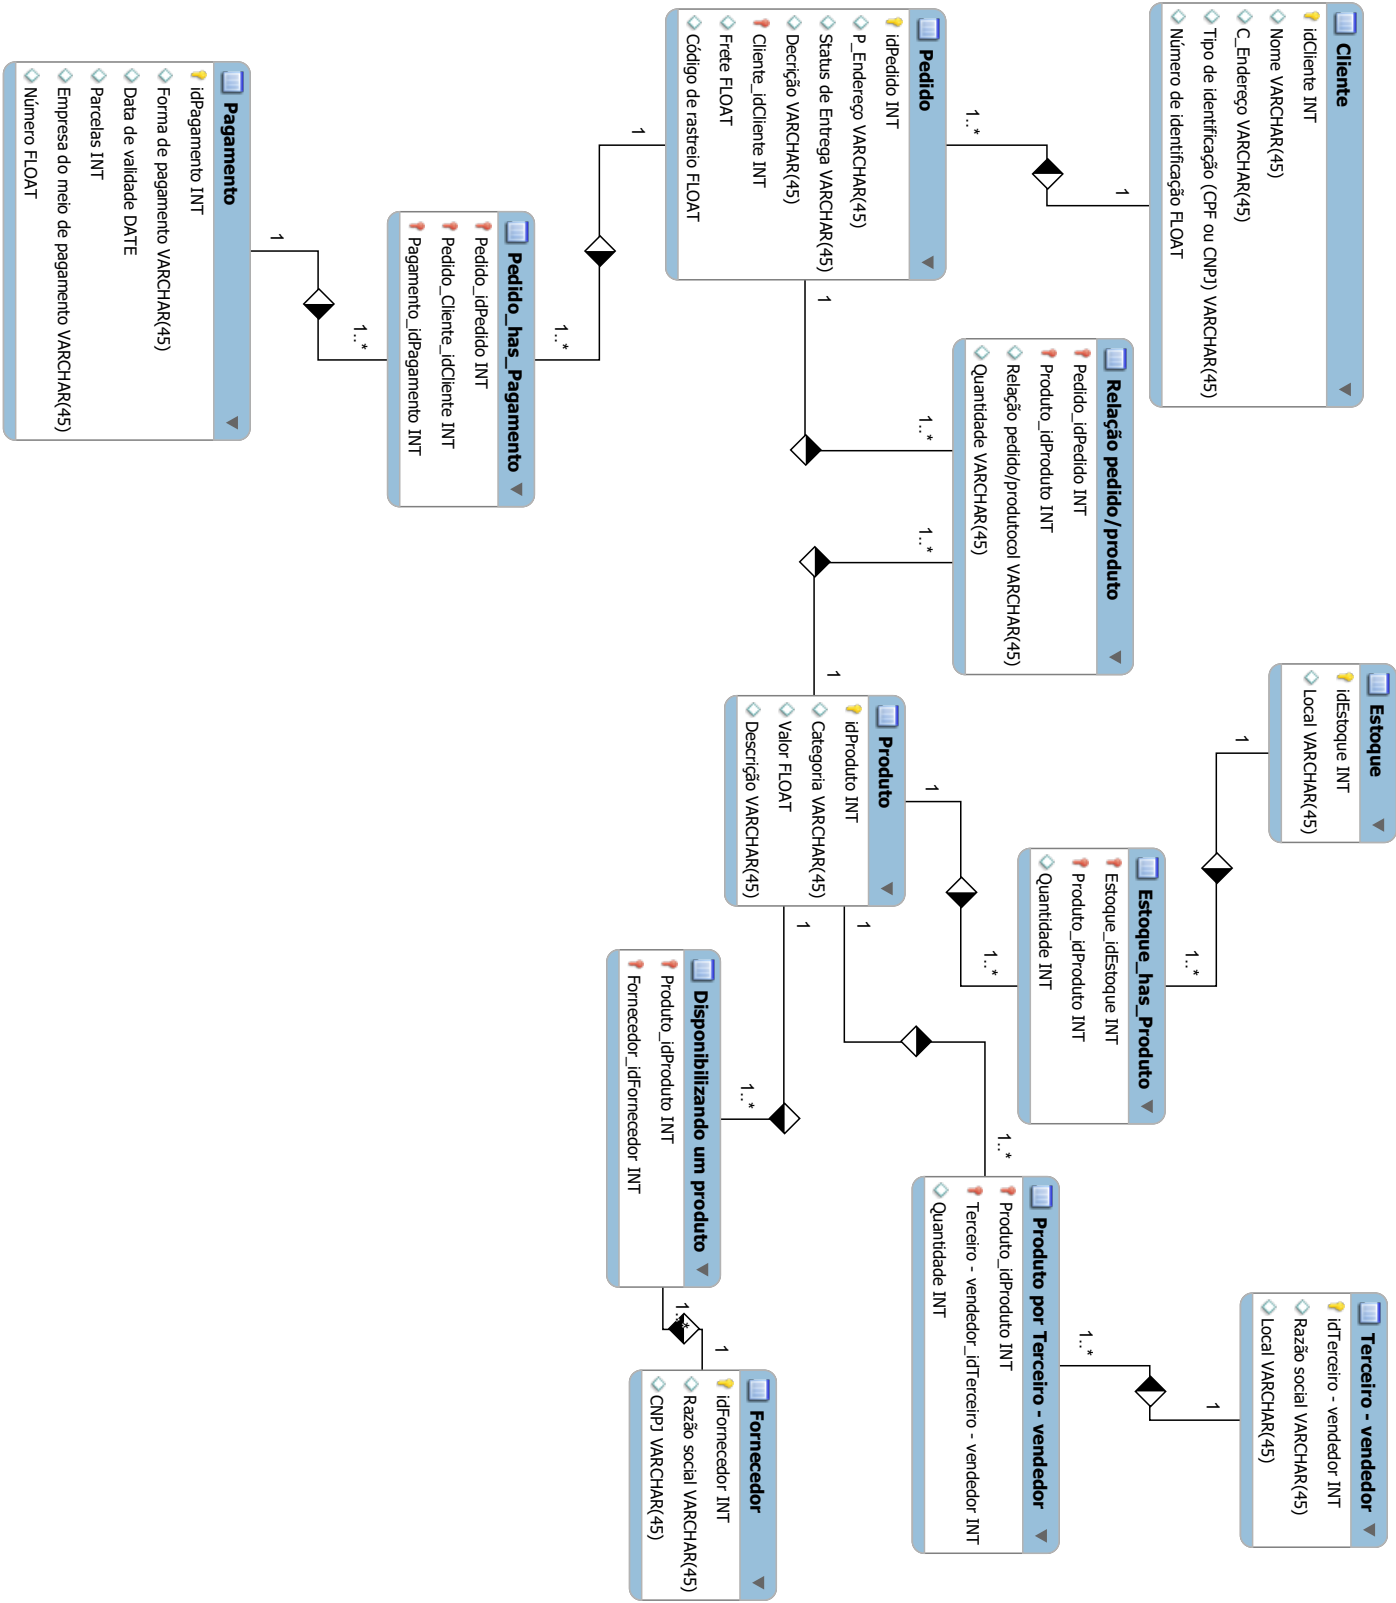 Cliente
idCliente INT
Nome VARCHAR(45)
C_Endereço VARCHAR(45)
Tipo de identificação (CPF ou CNPJ) VARCHAR(45)
Número de identificação FLOAT
1
1..*
Pedido
idPedido INT
P_Endereço VARCHAR(45)
Status de Entrega VARCHAR(45)
Decrição VARCHAR(45)
Cliente_idCliente INT
Frete FLOAT
Código de rastreio FLOAT
1
1..*
1
1..*
Pedido_has_Pagamento
Pedido_idPedido INT
Pedido_Cliente_idCliente INT
Pagamento_idPagamento INT
1..*
1
Pagamento
idPagamento INT
Forma de pagamento VARCHAR(45)
Data de validade DATE
Parcelas INT
Empresa do meio de pagamento VARCHAR(45)
Número FLOAT
Relação pedido/produto
Pedido_idPedido INT
Produto_idProduto INT
Relação pedido/produtocol VARCHAR(45)
Quantidade VARCHAR(45)
1..*
1
Estoque
idEstoque INT
Local VARCHAR(45)
1
1..*
Estoque_has_Produto
Estoque_idEstoque INT
Produto_idProduto INT
Quantidade INT
1..*
1
Produto
idProduto INT
Categoria VARCHAR(45)
Valor FLOAT
Descrição VARCHAR(45)
1
1..*
1
1..*
Terceiro - vendedor
idTerceiro - vendedor INT
Razão social VARCHAR(45)
Local VARCHAR(45)
1
1..*
Produto por Terceiro - vendedor
Produto_idProduto INT
Terceiro - vendedor_idTerceiro - vendedor INT
Quantidade INT
Disponibilizando um produto
Produto_idProduto INT
Fornecedor_idFornecedor INT
1..*
1
Fornecedor
idFornecedor INT
Razão social VARCHAR(45)
CNPJ VARCHAR(45)